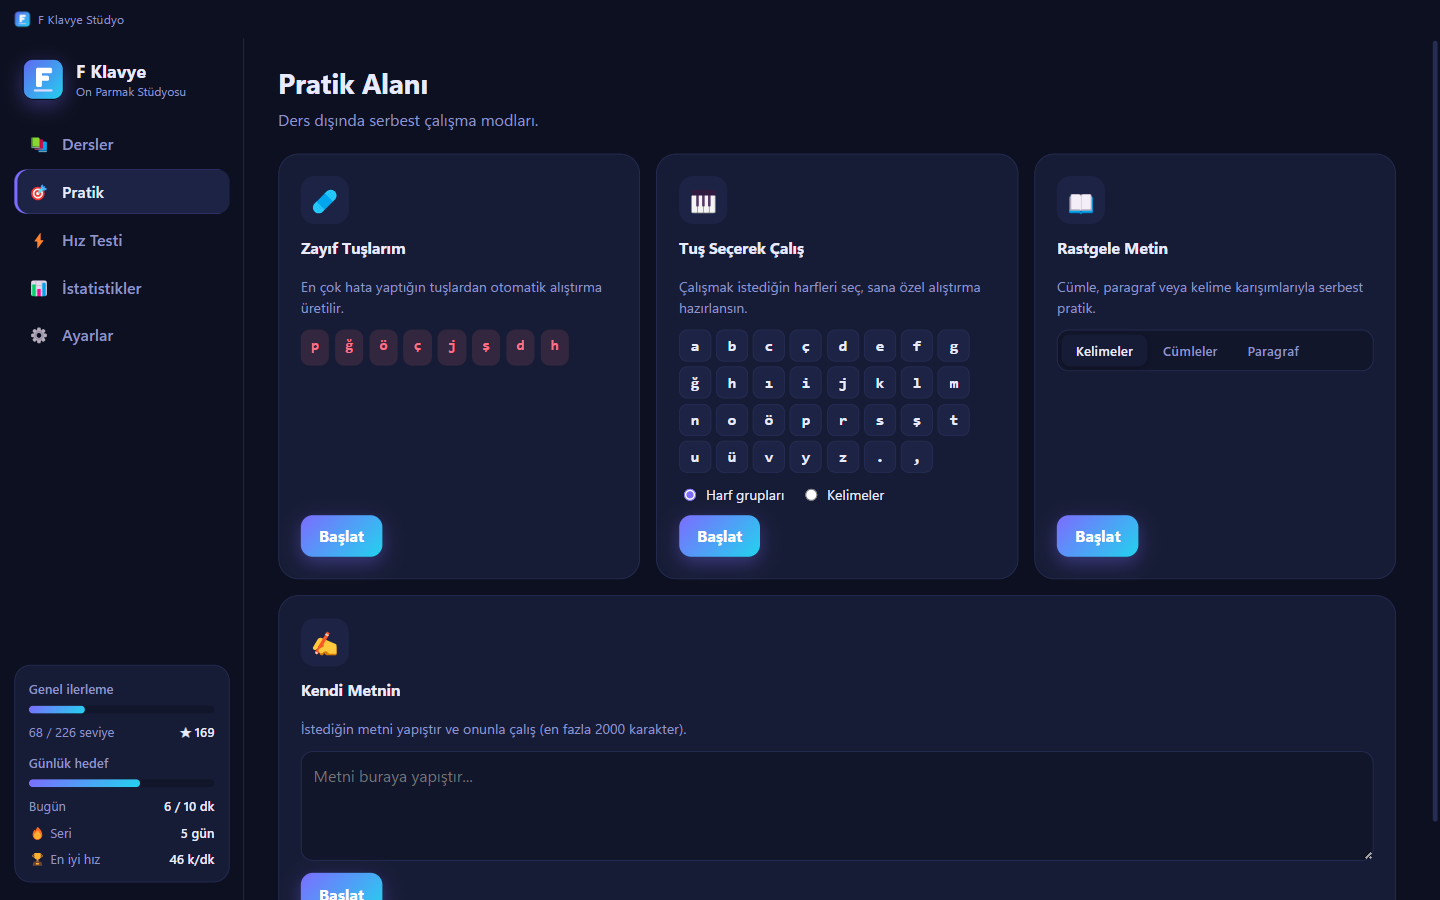 F Klavye Stüdyo
F Klavye
On Parmak Stüdyosu
Dersler
Pratik
Hız Testi
İstatistikler
Ayarlar
Genel ilerleme
68 / 226 seviye ★ 169
Günlük hedef
Bugün 6 / 10 dk
Seri 5 gün
En iyi hız 46 k/dk
Pratik Alanı
Ders dışında serbest çalışma modları.
Zayıf Tuşlarım
En çok hata yaptığın tuşlardan otomatik alıştırma
üretilir.
p ğ ö ç j ş d h
Başlat
Tuş Seçerek Çalış
Çalışmak istediğin harfleri seç, sana özel alıştırma
hazırlansın.
a b c ç d e f g
ğ h ı i j k l m
n o ö p r s ş t
u ü v y z . ,
Harf grupları Kelimeler
Başlat
Rastgele Metin
Cümle, paragraf veya kelime karışımlarıyla serbest
pratik.
Kelimeler Cümleler Paragraf
Başlat
Kendi Metnin
İstediğin metni yapıştır ve onunla çalış (en fazla 2000 karakter).
Metni buraya yapıştır...
Başlat